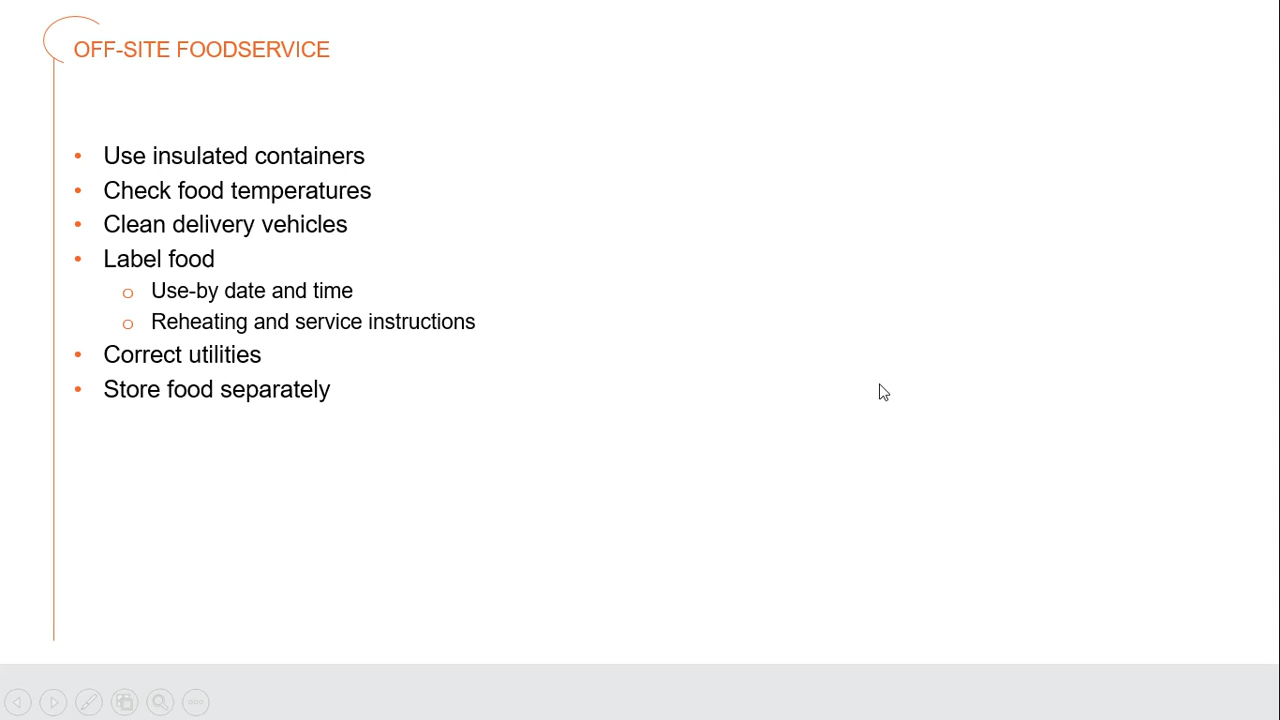 OFF-SITE FOODSERVICE
• Use insulated containers
• Check food temperatures
• Clean delivery vehicles
• Label food
o Use-by date and time
o Reheating and service instructions
• Correct utilities
• Store food separately